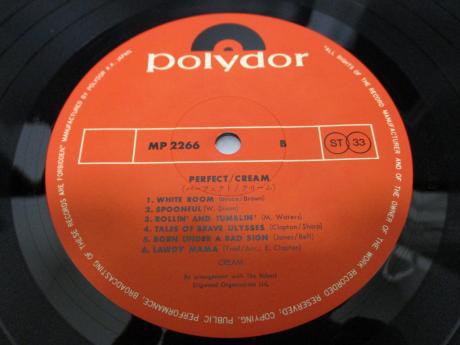 polydor
MP 2266 B ST 33
PERFECT/CREAM
(パーフェクト/クリーム)
1. WHITE ROOM (Bruce/Brown)
2. SPOONFUL (W. Dixon)
3. ROLLIN' AND TUMBLIN' (M. Waters)
4. TALES OF BRAVE ULYSSES (Clapton/Sharp)
5. BORN UNDER A BAD SIGN (Jones/Bell)
6. LAWDY MAMA (Trad/Arr.: E. Clapton)
CREAM
By arrangement with The Robert
Stigwood Organisation Ltd.
"ALL RIGHTS OF THE RECORD MANUFACTURER AND OF THE OWNER OF THE WORK RECORDED RESERVED, COPYING, PUBLIC PERFORMANCE, BROADCASTING OF THESE RECORDS ARE FORBIDDEN" MANUFACTURED BY POLYDOR K.K., JAPAN.